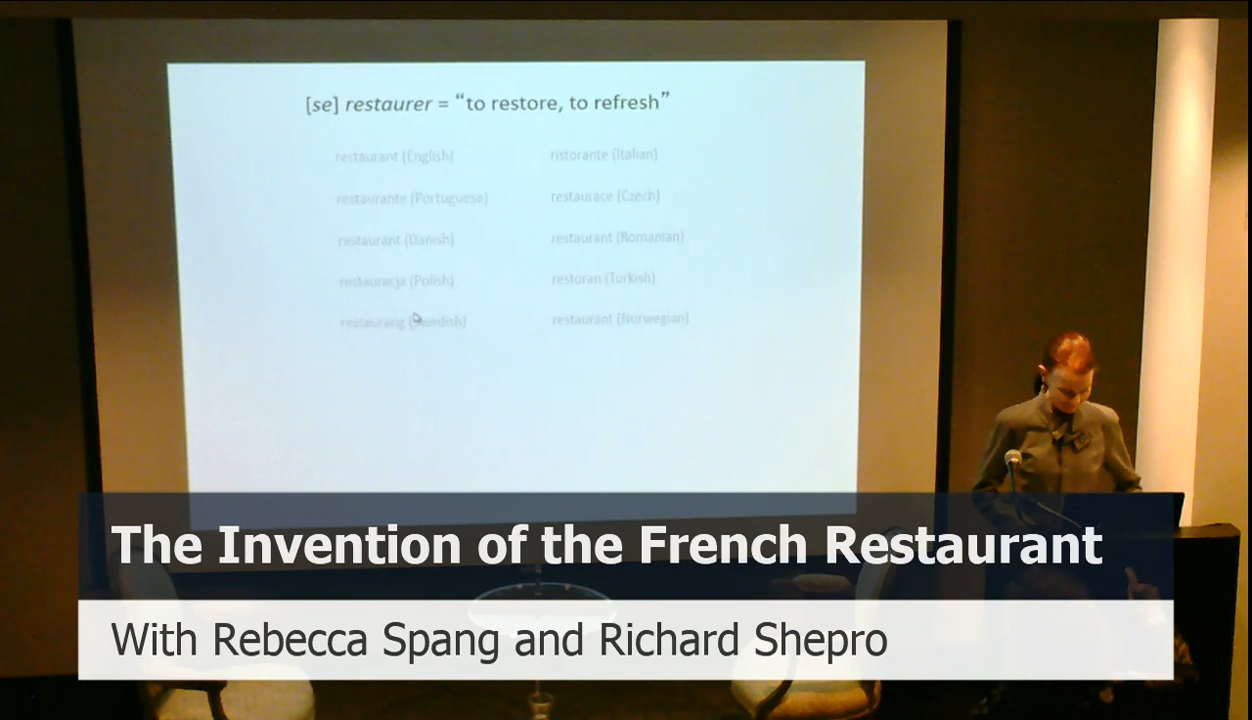 [se] restaurer = “to restore, to refresh”
restaurant (English) ristorante (Italian)
restaurante (Portuguese) restaurace (Czech)
restaurant (Danish) restaurant (Romanian)
restauracja (Polish) restoran (Turkish)
restaurang (Swedish) restaurant (Norwegian)
The Invention of the French Restaurant
With Rebecca Spang and Richard Shepro